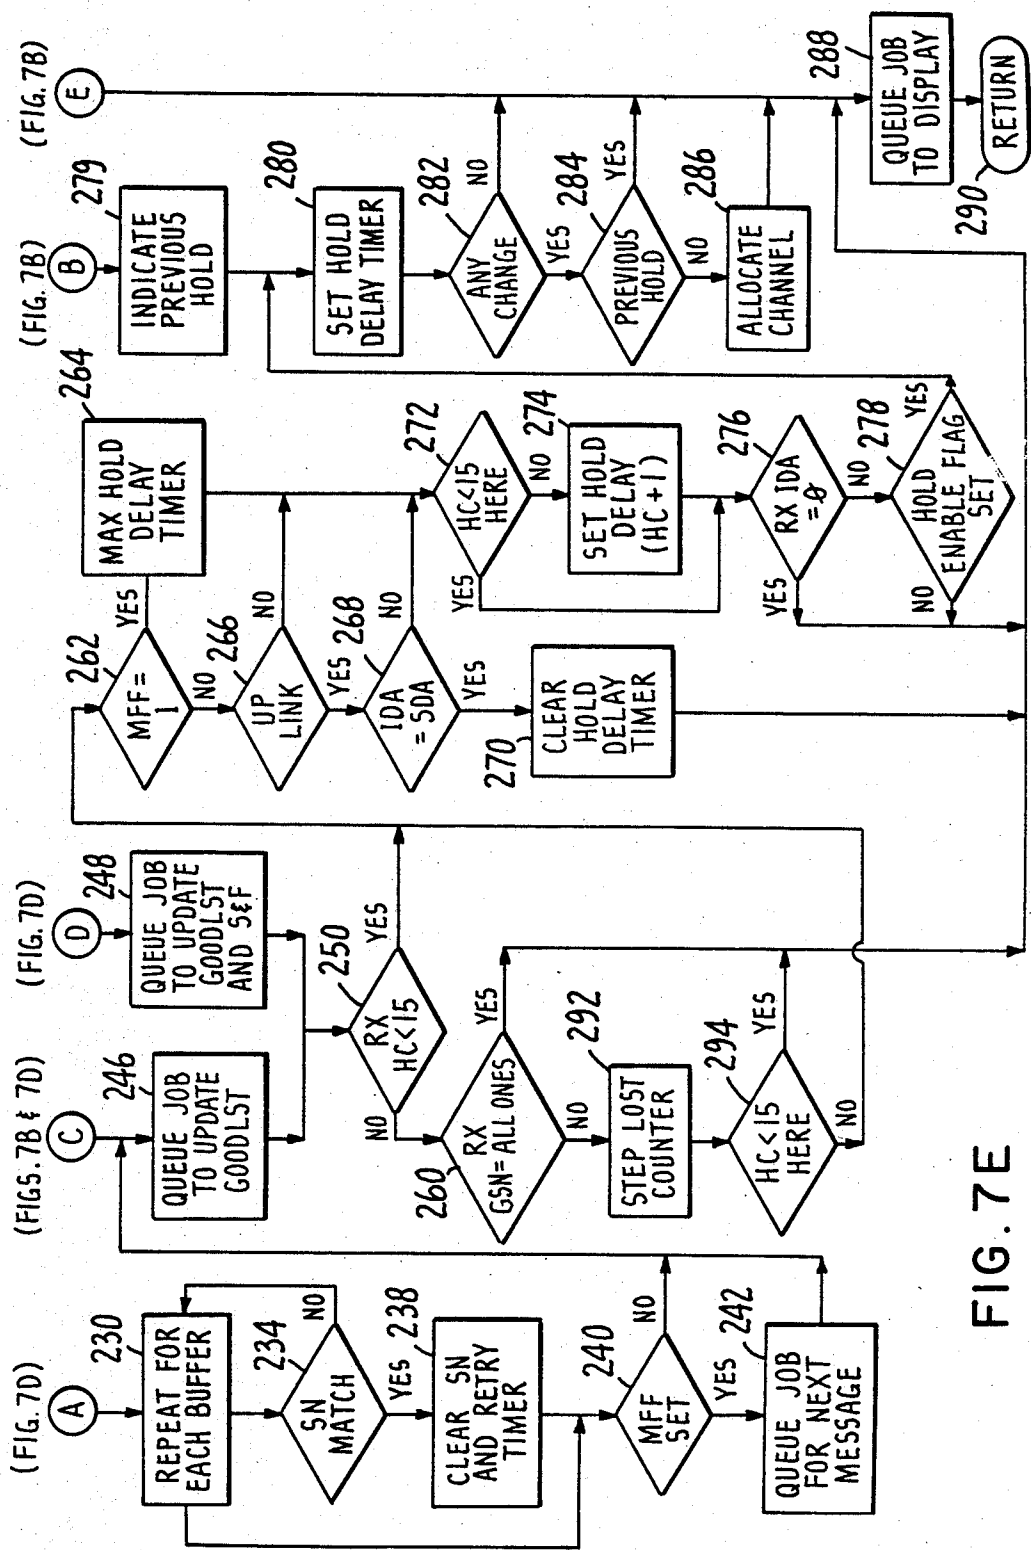 (FIG. 7D)
A
230
REPEAT FOR
EACH BUFFER
234
SN
MATCH
NO
YES
238
CLEAR SN
AND RETRY
TIMER
240
MFF
SET
NO
YES
242
QUEUE JOB
FOR NEXT
MESSAGE
(FIGS. 7B & 7D)
C
246
QUEUE JOB
TO UPDATE
GOODLST
(FIG. 7D)
D
248
QUEUE JOB
TO UPDATE
GOODLST
AND S&F
250
RX
HC<15
YES
NO
260
RX
GSN=ALL ONES
YES
NO
292
STEP LOST
COUNTER
294
HC<15
HERE
YES
NO
262
MFF=
1
YES
NO
264
MAX HOLD
DELAY
TIMER
266
UP
LINK
NO
YES
268
IDA
=SDA
NO
YES
270
CLEAR
HOLD
DELAY
TIMER
272
HC<15
HERE
YES
NO
274
SET HOLD
DELAY
(HC+1)
276
RX IDA
=0
YES
NO
278
HOLD
ENABLE FLAG
SET
NO
YES
(FIG. 7B)
B
279
INDICATE
PREVIOUS
HOLD
280
SET HOLD
DELAY TIMER
282
ANY
CHANGE
NO
YES
284
PREVIOUS
HOLD
YES
NO
286
ALLOCATE
CHANNEL
(FIG. 7B)
E
288
QUEUE JOB
TO DISPLAY
290
RETURN
FIG. 7E